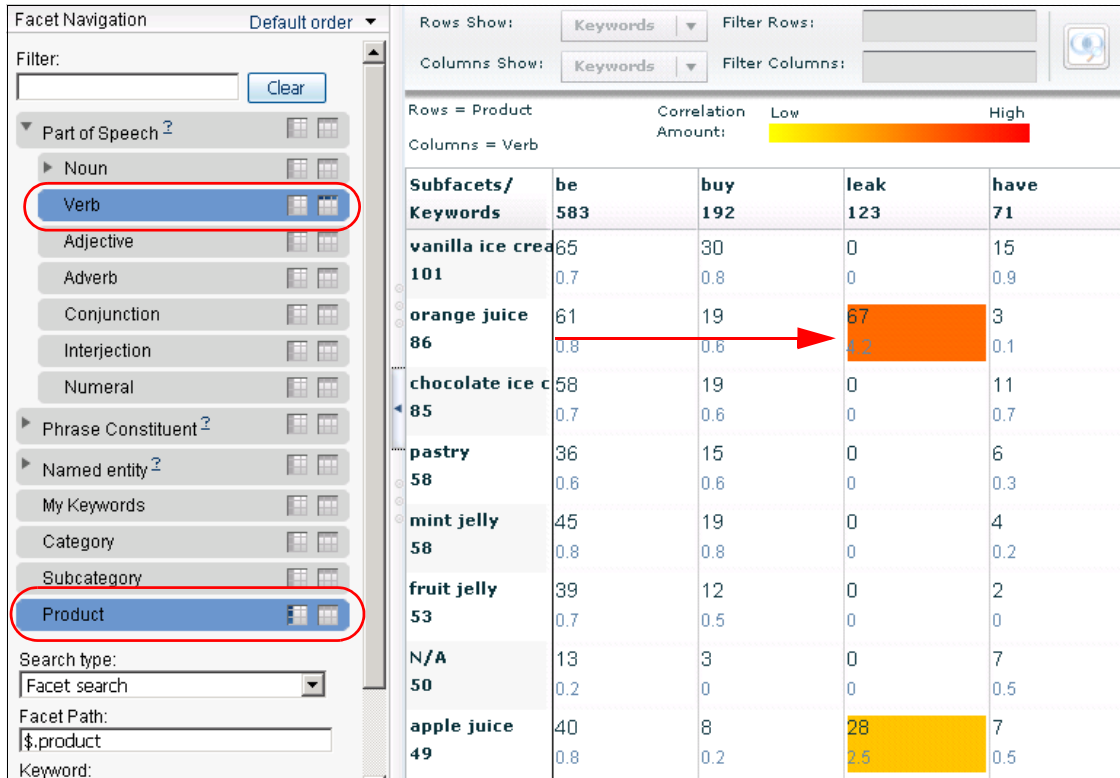 Facet Navigation Default order
Filter:
Clear
Part of Speech ?
Noun
Verb
Adjective
Adverb
Conjunction
Interjection
Numeral
Phrase Constituent ?
Named entity ?
My Keywords
Category
Subcategory
Product
Search type:
Facet search
Facet Path:
$.product
Keyword:
Rows Show: Keywords Filter Rows:
Columns Show: Keywords Filter Columns:
Rows = Product
Columns = Verb
Correlation Amount: Low High
Subfacets/ Keywords be 583 buy 192 leak 123 have 71
vanilla ice crea 65 30 0 15
101 0.7 0.8 0 0.9
orange juice 61 19 67 3
86 0.8 0.6 4.2 0.1
chocolate ice c 58 19 0 11
85 0.7 0.6 0 0.7
pastry 36 15 0 6
58 0.6 0.6 0 0.3
mint jelly 45 19 0 4
58 0.8 0.8 0 0.2
fruit jelly 39 12 0 2
53 0.7 0.5 0 0
N/A 13 3 0 7
50 0.2 0 0 0.5
apple juice 40 8 28 7
49 0.8 0.2 2.5 0.5